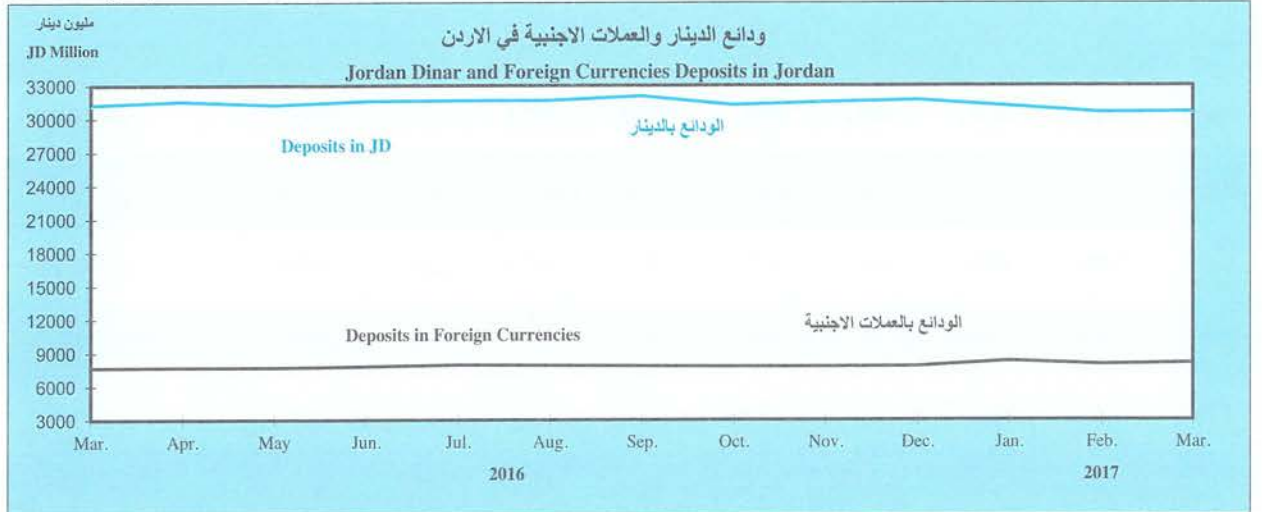 مليون دينار
JD Million
ودائع الدينار والعملات الاجنبية في الاردن
Jordan Dinar and Foreign Currencies Deposits in Jordan
33000
30000
27000
24000
21000
18000
15000
12000
9000
6000
3000
الودائع بالدينار
Deposits in JD
الودائع بالعملات الاجنبية
Deposits in Foreign Currencies
Mar. Apr. May Jun. Jul. Aug. Sep. Oct. Nov. Dec. Jan. Feb. Mar.
2016 2017